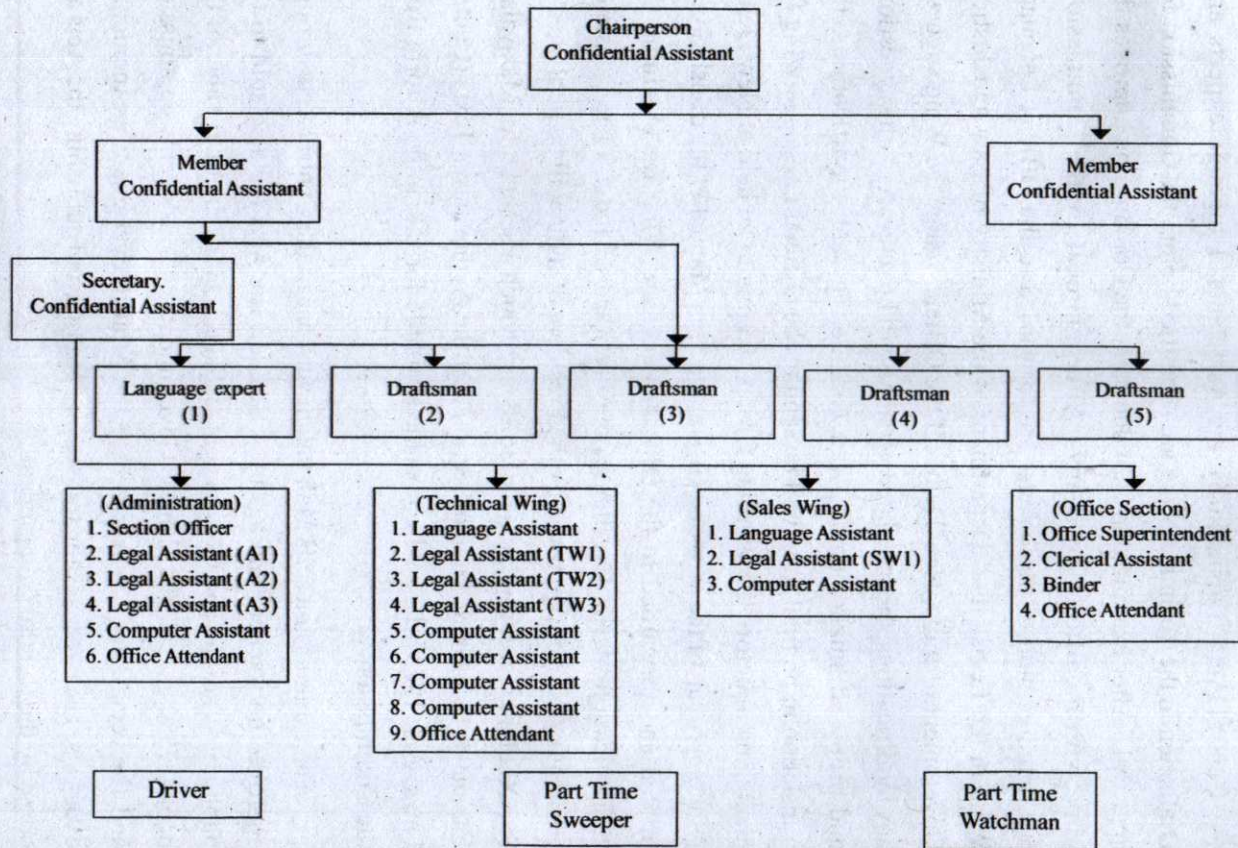 Chairperson
Confidential Assistant
Member
Confidential Assistant
Member
Confidential Assistant
Secretary.
Confidential Assistant
Language expert
(1)
Draftsman
(2)
Draftsman
(3)
Draftsman
(4)
Draftsman
(5)
(Administration)
1. Section Officer
2. Legal Assistant (A1)
3. Legal Assistant (A2)
4. Legal Assistant (A3)
5. Computer Assistant
6. Office Attendant
(Technical Wing)
1. Language Assistant
2. Legal Assistant (TW1)
3. Legal Assistant (TW2)
4. Legal Assistant (TW3)
5. Computer Assistant
6. Computer Assistant
7. Computer Assistant
8. Computer Assistant
9. Office Attendant
(Sales Wing)
1. Language Assistant
2. Legal Assistant (SW1)
3. Computer Assistant
(Office Section)
1. Office Superintendent
2. Clerical Assistant
3. Binder
4. Office Attendant
Driver
Part Time
Sweeper
Part Time
Watchman